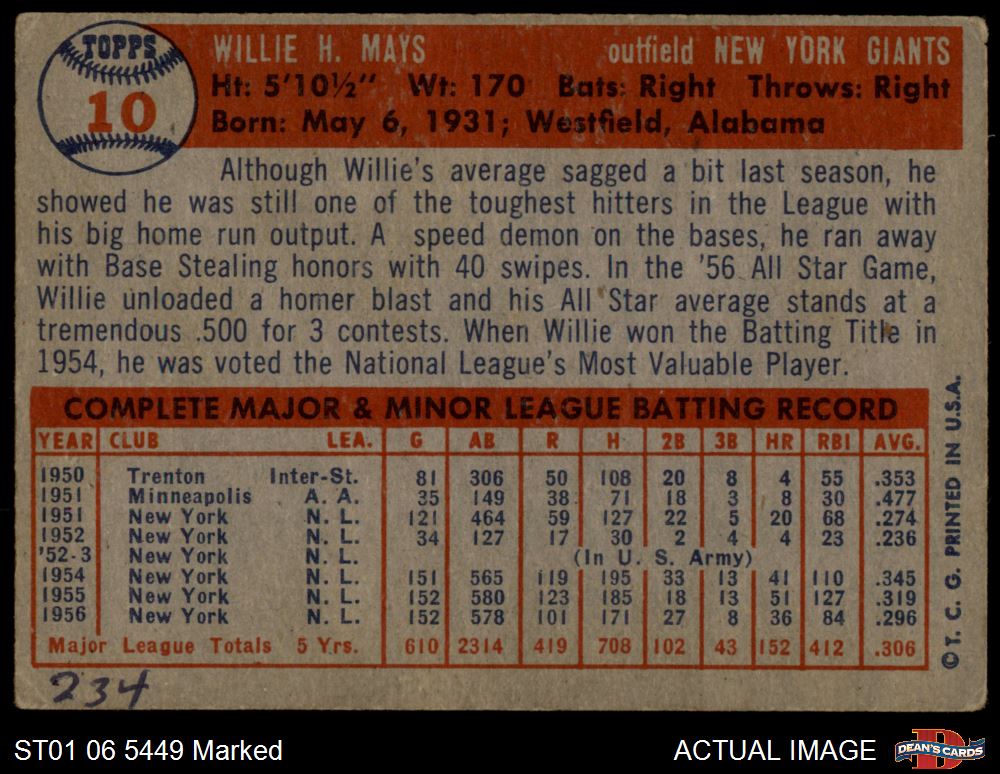 TOPPS
10
WILLIE H. MAYS outfield NEW YORK GIANTS
Ht: 5'10½" Wt: 170 Bats: Right Throws: Right
Born: May 6, 1931; Westfield, Alabama
Although Willie's average sagged a bit last season, he
showed he was still one of the toughest hitters in the League with
his big home run output. A speed demon on the bases, he ran away
with Base Stealing honors with 40 swipes. In the '56 All Star Game,
Willie unloaded a homer blast and his All Star average stands at a
tremendous .500 for 3 contests. When Willie won the Batting Title in
1954, he was voted the National League's Most Valuable Player.
COMPLETE MAJOR & MINOR LEAGUE BATTING RECORD
YEAR CLUB LEA. G AB R H 2B 3B HR RBI AVG.
1950 Trenton Inter-St. 81 306 50 108 20 8 4 55 .353
1951 Minneapolis A. A. 35 149 38 71 18 3 8 30 .477
1951 New York N. L. 121 464 59 127 22 5 20 68 .274
1952 New York N. L. 34 127 17 30 2 4 4 23 .236
'52-3 New York N. L. (In U. S. Army)
1954 New York N. L. 151 565 119 195 33 13 41 110 .345
1955 New York N. L. 152 580 123 185 18 13 51 127 .319
1956 New York N. L. 152 578 101 171 27 8 36 84 .296
Major League Totals 5 Yrs. 610 2314 419 708 102 43 152 412 .306
©T. C. G. PRINTED IN U.S.A.
234
ST01 06 5449 Marked
ACTUAL IMAGE
D
DEAN'S CARDS